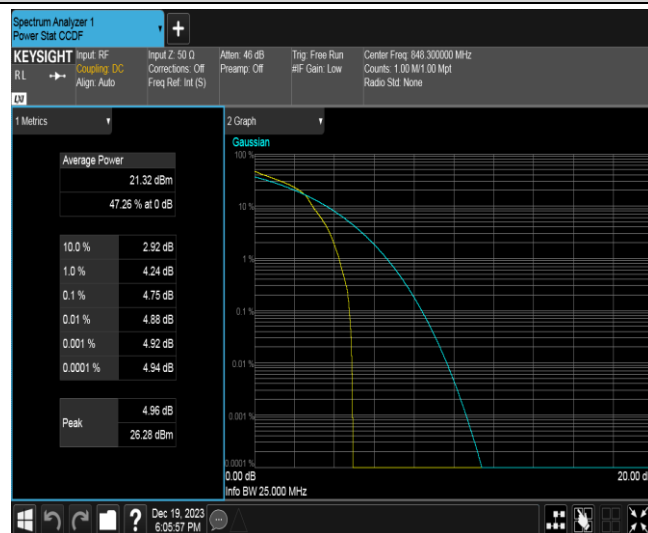 Spectrum Analyzer 1
Power Stat CCDF
+
KEYSIGHT
RL
LXI
Input: RF
Coupling: DC
Align: Auto
Input Z: 50 Ω
Corrections: Off
Freq Ref: Int (S)
Atten: 46 dB
Preamp: Off
Trig: Free Run
#IF Gain: Low
Center Freq: 848.300000 MHz
Counts: 1.00 M/1.00 Mpt
Radio Std: None
1 Metrics
Average Power
21.32 dBm
47.26 % at 0 dB
10.0 % 2.92 dB
1.0 % 4.24 dB
0.1 % 4.75 dB
0.01 % 4.88 dB
0.001 % 4.92 dB
0.0001 % 4.94 dB
Peak
4.96 dB
26.28 dBm
2 Graph
Gaussian
100 %
10 %
1 %
0.1 %
0.01 %
0.001 %
0.0001 %
0.00 dB
20.00 d
Info BW 25.000 MHz
?
Dec 19, 2023
6:05:57 PM